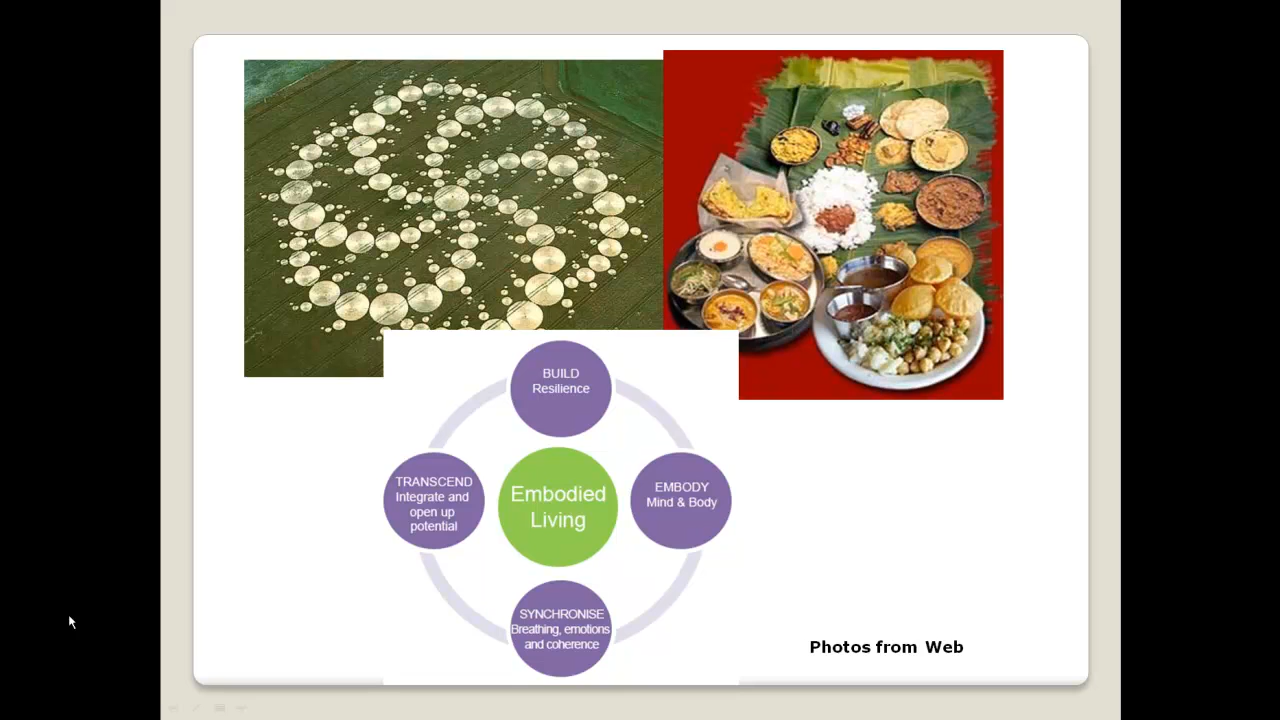 BUILD
Resilience
TRANSCEND
Integrate and
open up
potential
Embodied
Living
EMBODY
Mind & Body
SYNCHRONISE
Breathing, emotions
and coherence
Photos from Web